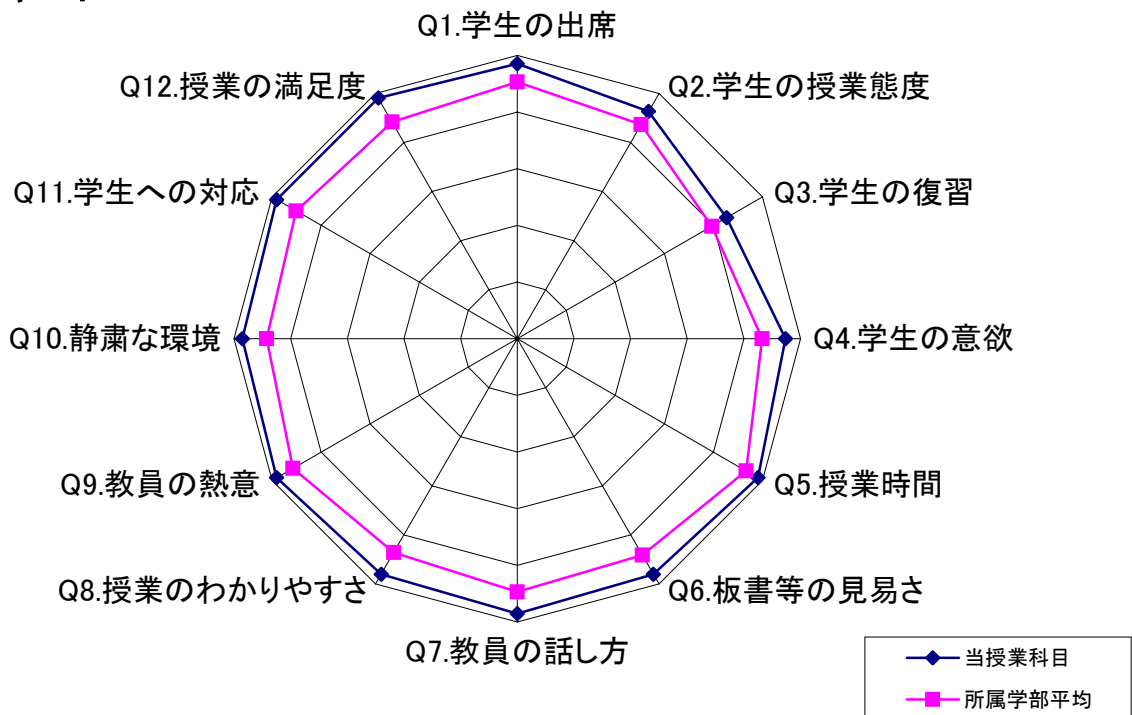 Q1.学生の出席
Q2.学生の授業態度
Q3.学生の復習
Q4.学生の意欲
Q5.授業時間
Q6.板書等の見易さ
Q7.教員の話し方
Q8.授業のわかりやすさ
Q9.教員の熱意
Q10.静粛な環境
Q11.学生への対応
Q12.授業の満足度
当授業科目
所属学部平均